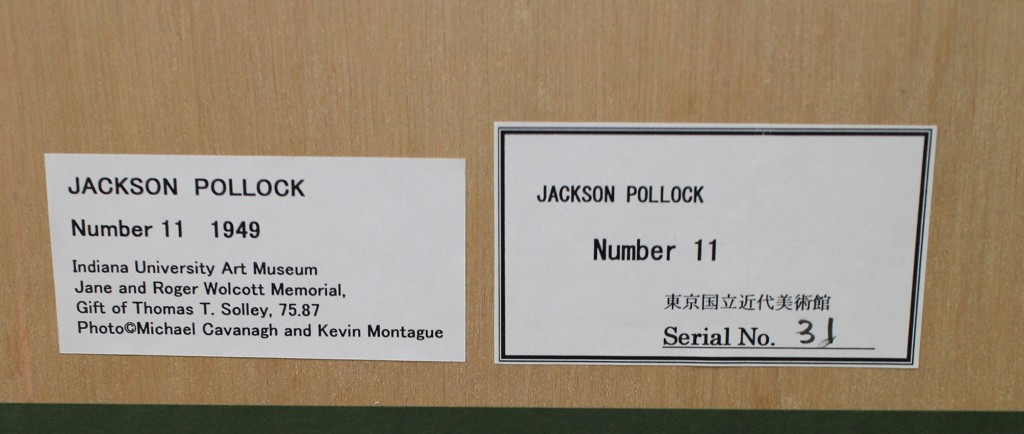 JACKSON POLLOCK
Number 11 1949
Indiana University Art Museum
Jane and Roger Wolcott Memorial,
Gift of Thomas T. Solley, 75.87
Photo©Michael Cavanagh and Kevin Montague
JACKSON POLLOCK
Number 11
東京国立近代美術館
Serial No. 31